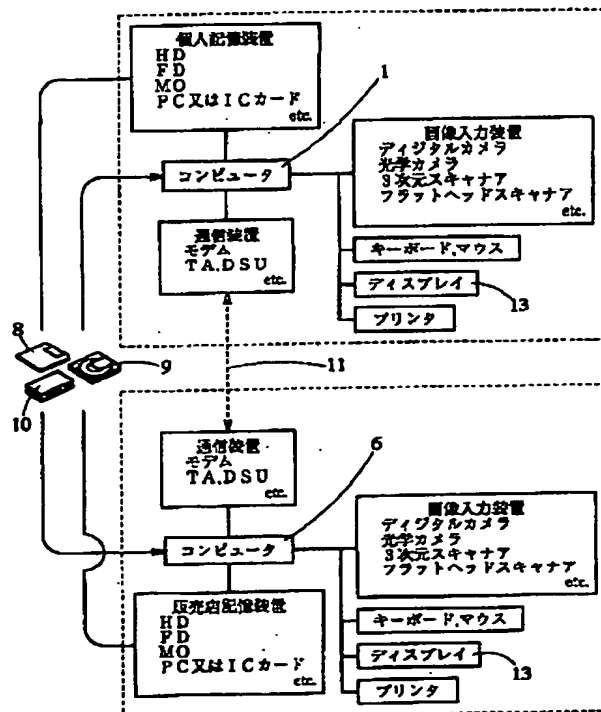 個人記憶装置
HD
FD
MO
PC又はICカード
etc.
1
コンピュータ
画像入力装置
ディジタルカメラ
光学カメラ
3次元スキャナア
フラットヘッドスキャナア
etc.
通信装置
モデム
TA.DSU
etc.
キーボード,マウス
ディスプレイ
13
プリンタ
8
9
10
11
通信装置
モデム
TA.DSU
etc.
6
コンピュータ
画像入力装置
ディジタルカメラ
光学カメラ
3次元スキャナア
フラットヘッドスキャナア
etc.
販売店記憶装置
HD
FD
MO
PC又はICカード
etc.
キーボード,マウス
ディスプレイ
13
プリンタ